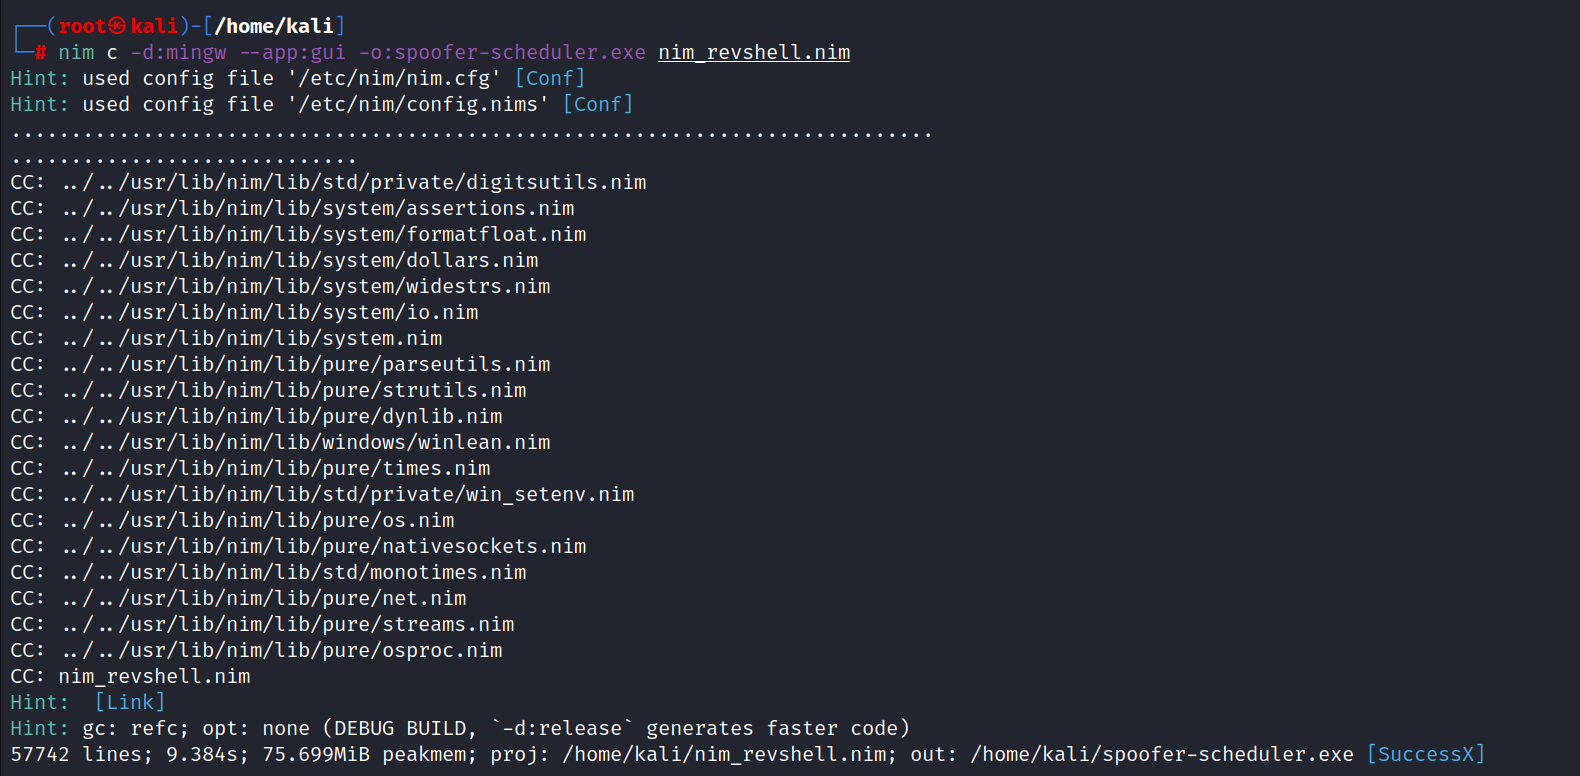 ┌──(root㉿kali)-[/home/kali]
└─# nim c -d:mingw --app:gui -o:spoofer-scheduler.exe nim_revshell.nim
Hint: used config file '/etc/nim/nim.cfg' [Conf]
Hint: used config file '/etc/nim/config.nims' [Conf]
.............................................................................
.............................
CC: ../../usr/lib/nim/lib/std/private/digitsutils.nim
CC: ../../usr/lib/nim/lib/system/assertions.nim
CC: ../../usr/lib/nim/lib/system/formatfloat.nim
CC: ../../usr/lib/nim/lib/system/dollars.nim
CC: ../../usr/lib/nim/lib/system/widestrs.nim
CC: ../../usr/lib/nim/lib/system/io.nim
CC: ../../usr/lib/nim/lib/system.nim
CC: ../../usr/lib/nim/lib/pure/parseutils.nim
CC: ../../usr/lib/nim/lib/pure/strutils.nim
CC: ../../usr/lib/nim/lib/pure/dynlib.nim
CC: ../../usr/lib/nim/lib/windows/winlean.nim
CC: ../../usr/lib/nim/lib/pure/times.nim
CC: ../../usr/lib/nim/lib/std/private/win_setenv.nim
CC: ../../usr/lib/nim/lib/pure/os.nim
CC: ../../usr/lib/nim/lib/pure/nativesockets.nim
CC: ../../usr/lib/nim/lib/std/monotimes.nim
CC: ../../usr/lib/nim/lib/pure/net.nim
CC: ../../usr/lib/nim/lib/pure/streams.nim
CC: ../../usr/lib/nim/lib/pure/osproc.nim
CC: nim_revshell.nim
Hint:  [Link]
Hint: gc: refc; opt: none (DEBUG BUILD, `-d:release` generates faster code)
57742 lines; 9.384s; 75.699MiB peakmem; proj: /home/kali/nim_revshell.nim; out: /home/kali/spoofer-scheduler.exe [SuccessX]